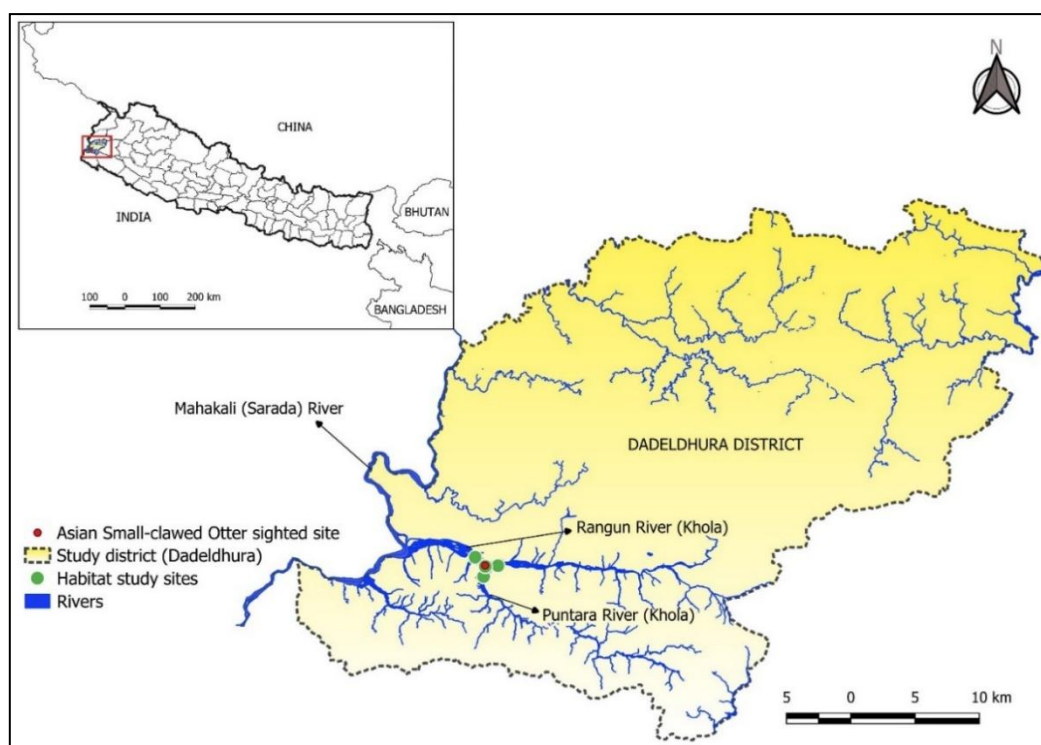 N
CHINA
INDIA
BHUTAN
BANGLADESH
100 0 100 200 km
Mahakali (Sarada) River
DADELDHURA DISTRICT
Asian Small-clawed Otter sighted site
Study district (Dadeldhura)
Habitat study sites
Rivers
Rangun River (Khola)
Puntara River (Khola)
5 0 5 10 km